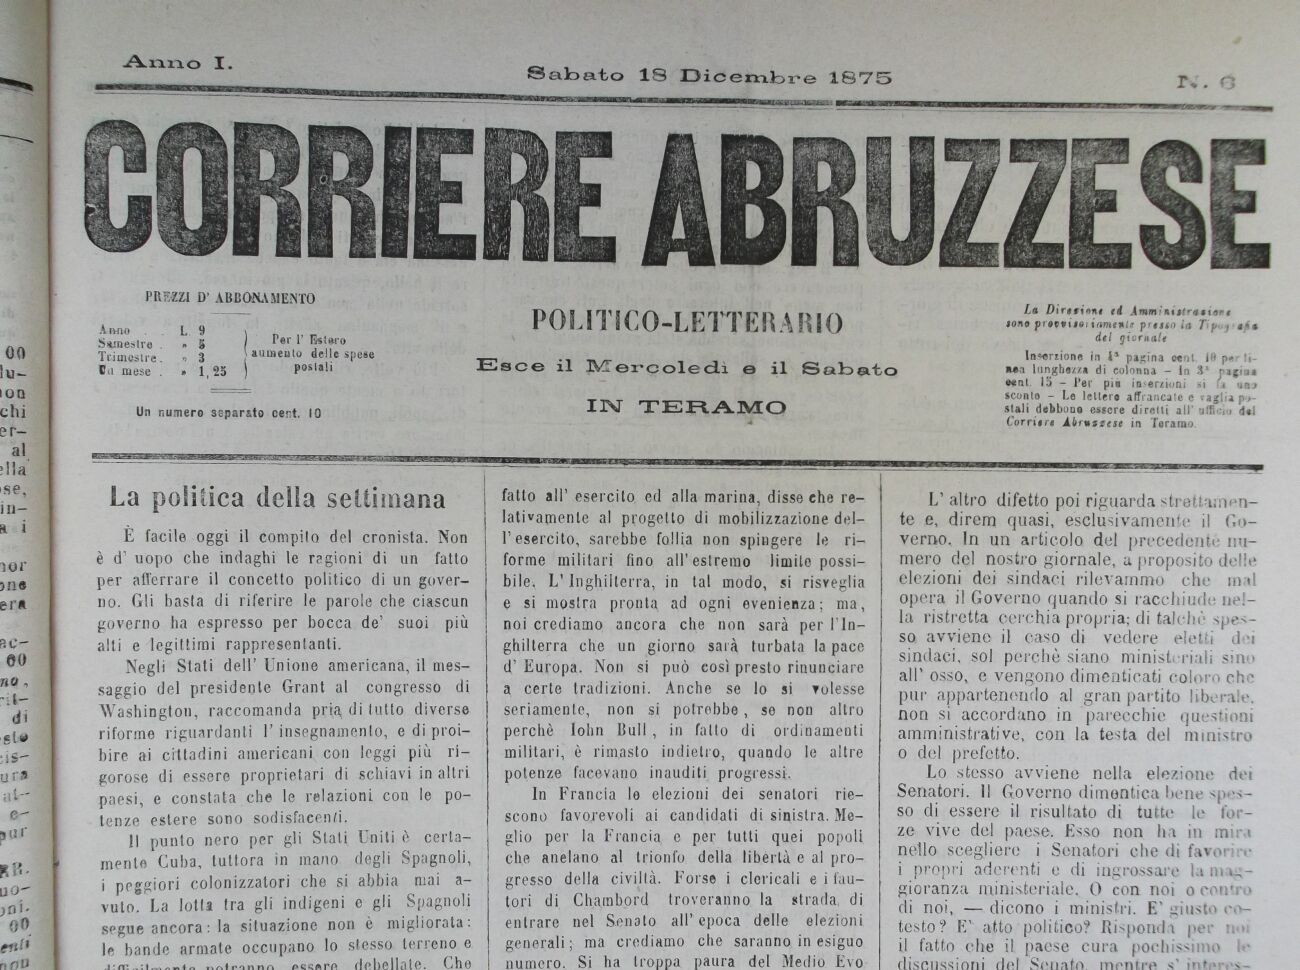 Anno I.
Sabato 18 Dicembre 1875
N. 6
CORRIERE ABRUZZESE
PREZZI D' ABBONAMENTO
Anno . . L. 9
Samestre . » 5
Trimestre . » 3
Un mese . » 1,25
Per l' Estero
aumento delle spese
postali
Un numero separato cent. 10
POLITICO-LETTERARIO
Esce il Mercoledì e il Sabato
IN TERAMO
La Direzione ed Amministrazione
sono provvisoriamente presso la Tipografia
del giornale
Inserzione in 4ª pagina cent. 10 per li-
nea lunghezza di colonna — In 3ª pagina
cent. 15 — Per più inserzioni si fa uno
sconto — Le lettere affrancate e vaglia po-
stali debbono essere diretti all' ufficio del
Corriere Abruzzese in Teramo.
La politica della settimana
È facile oggi il compito del cronista. Non
è d' uopo che indaghi le ragioni di un fatto
per afferrare il concetto politico di un gover-
no. Gli basta di riferire le parole che ciascun
governo ha espresso per bocca de' suoi più
alti e legittimi rappresentanti.
Negli Stati dell' Unione americana, il mes-
saggio del presidente Grant al congresso di
Washington, raccomanda pria di tutto diverse
riforme riguardanti l' insegnamento, e di proi-
bire ai cittadini americani con leggi più ri-
gorose di essere proprietari di schiavi in altri
paesi, e constata che le relazioni con le po-
tenze estere sono sodisfacenti.
Il punto nero per gli Stati Uniti è certa-
mente Cuba, tuttora in mano degli Spagnoli,
i peggiori colonizzatori che si abbia mai a-
vuto. La lotta tra gli indigeni e gli Spagnoli
segue ancora: la situazione non è migliorata:
le bande armate occupano lo stesso terreno e
difficilmente potranno essere debellate. Che
fatto all' esercito ed alla marina, disse che re-
lativamente al progetto di mobilizzazione del-
l'esercito, sarebbe follia non spingere le ri-
forme militari fino all'estremo limite possi-
bile. L' Inghilterra, in tal modo, si risveglia
e si mostra pronta ad ogni evenienza; ma,
noi crediamo ancora che non sarà per l'In-
ghilterra che un giorno sarà turbata la pace
d' Europa. Non si può così presto rinunciare
a certe tradizioni. Anche se lo si volesse
seriamente, non si potrebbe, se non altro
perchè Iohn Bull, in fatto di ordinamenti
militari, è rimasto indietro, quando le altre
potenze facevano inauditi progressi.
In Francia le elezioni dei senatori rie-
scono favorevoli ai candidati di sinistra. Me-
glio per la Francia e per tutti quei popoli
che anelano al trionfo della libertà e al pro-
gresso della civiltà. Forse i clericali e i fau-
tori di Chambord troveranno la strada di
entrare nel Senato all' epoca delle elezioni
generali; ma crediamo che saranno in esiguo
numero. Si ha troppa paura del Medio Evo
L' altro difetto poi riguarda strettamen-
te e, direm quasi, esclusivamente il Go-
verno. In un articolo del precedente nu-
mero del nostro giornale, a proposito delle
elezioni dei sindaci rilevammo che mal
opera il Governo quando si racchiude nel-
la ristretta cerchia propria; di talchè spes-
so avviene il caso di vedere eletti dei
sindaci, sol perchè siano ministeriali sino
all' osso, e vengono dimenticati coloro che
pur appartenendo al gran partito liberale,
non si accordano in parecchie questioni
amministrative, con la testa del ministro
o del prefetto.
Lo stesso avviene nella elezione dei
Senatori. Il Governo dimentica bene spes-
so di essere il risultato di tutte le for-
ze vive del paese. Esso non ha in mira
nello scegliere i Senatori che di favorire
i propri aderenti e di ingrossare la mag-
gioranza ministeriale. O con noi o contro
di noi, — dicono i ministri. E' giusto co-
testo? E' atto politico? Risponda per noi
il fatto che il paese cura pochissimo le
discussioni del Senato, mentre s' interes-